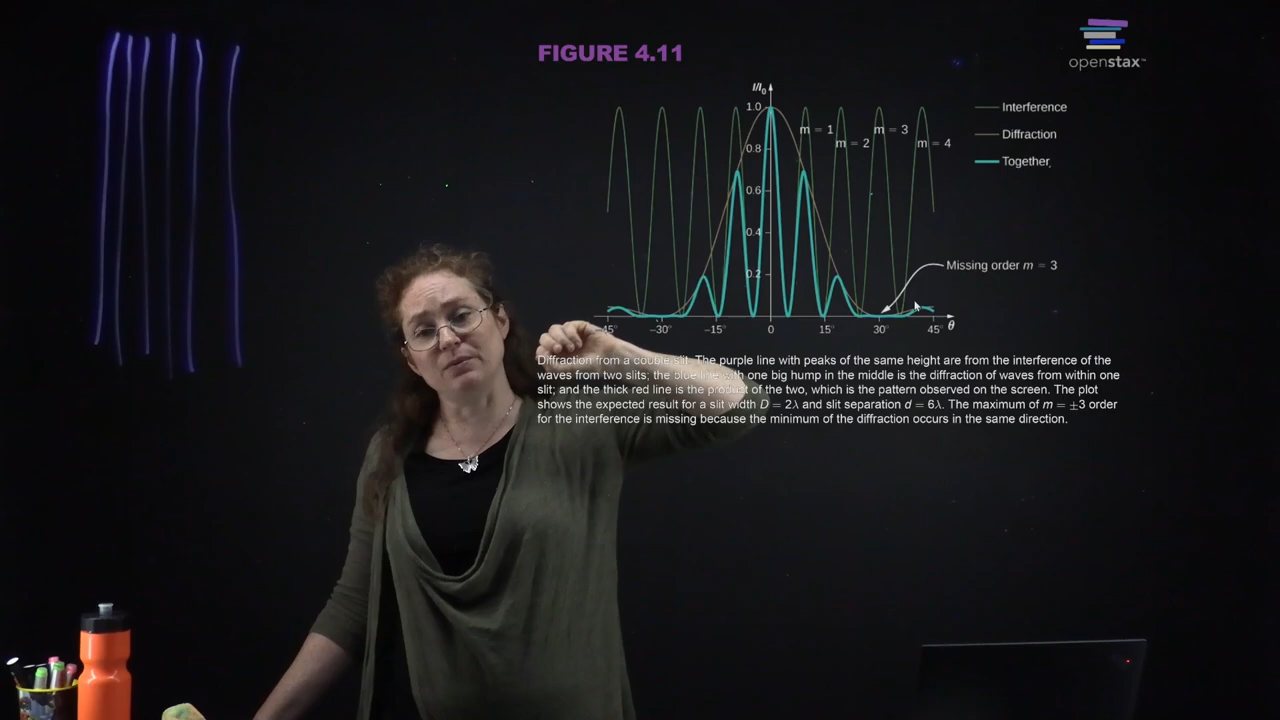 FIGURE 4.11
openstax™
I/I₀
1.0
0.8
0.6
0.4
0.2
m = 1
m = 2
m = 3
m = 4
Interference
Diffraction
Together
Missing order m = 3
−45° −30° −15° 0 15° 30° 45° θ
Diffraction from a double slit. The purple line with peaks of the same height are from the interference of the
waves from two slits; the blue line with one big hump in the middle is the diffraction of waves from within one
slit; and the thick red line is the product of the two, which is the pattern observed on the screen. The plot
shows the expected result for a slit width D = 2λ and slit separation d = 6λ. The maximum of m = ±3 order
for the interference is missing because the minimum of the diffraction occurs in the same direction.